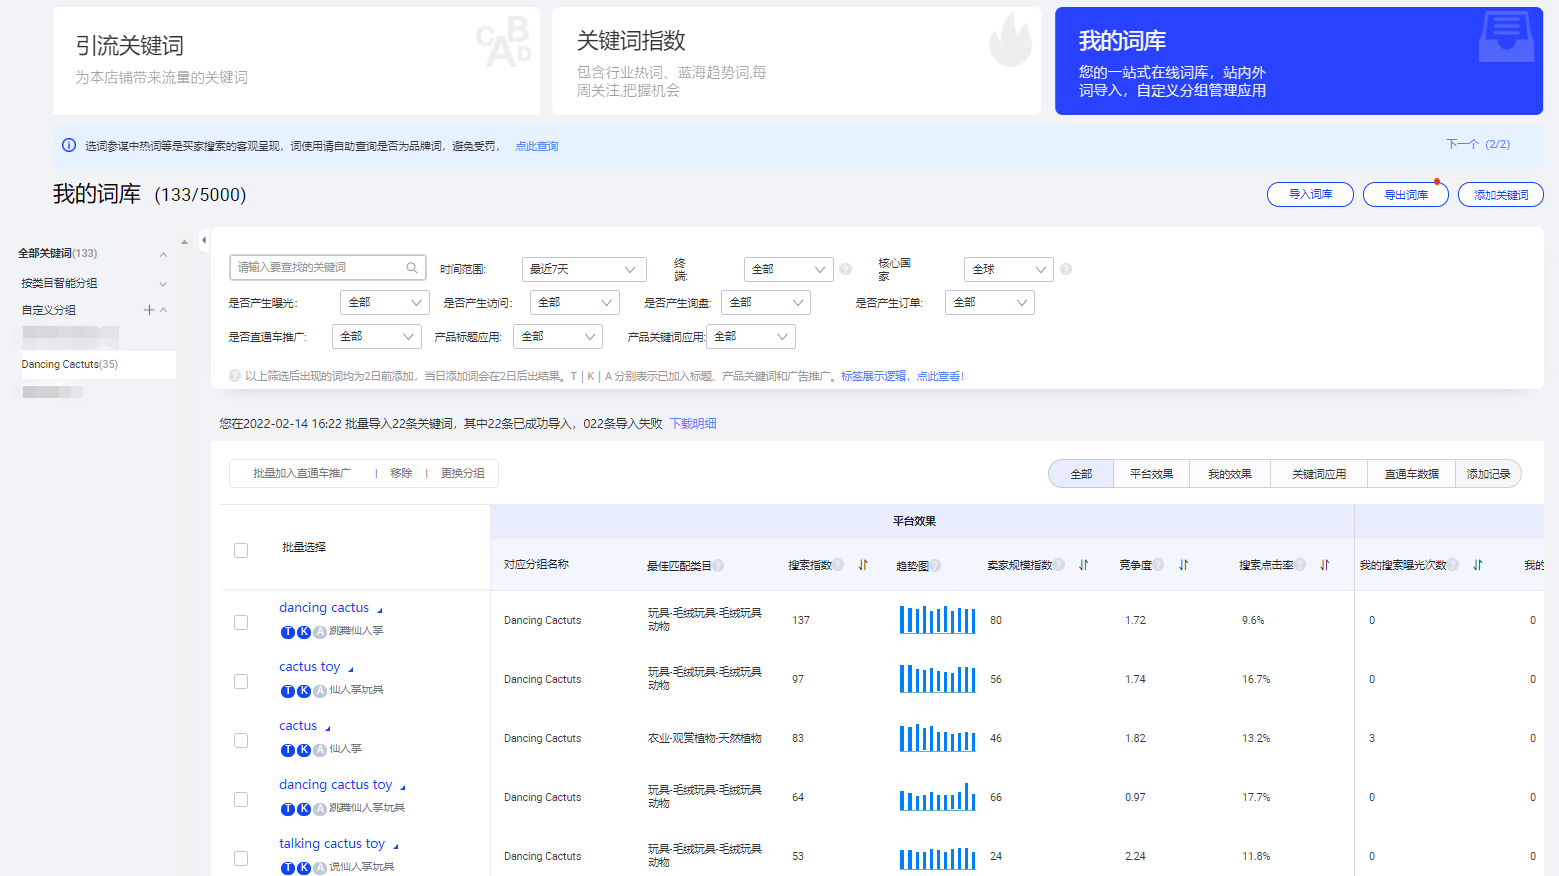 引流关键词
为本店铺带来流量的关键词
关键词指数
包含行业热词、蓝海趋势词,每
周关注,把握机会
我的词库
您的一站式在线词库，站内外
词导入，自定义分组管理应用
选词参谋中热词等是买家搜索的客观呈现，词使用请自助查询是否为品牌词，避免受罚， 点此查询
下一个 (2/2)
我的词库 (133/5000)
导入词库
导出词库
添加关键词
全部关键词(133)
按类目智能分组
自定义分组
Dancing Cactuts(35)
请输入要查找的关键词
时间范围: 最近7天
终端: 全部
核心国家 全球
是否产生曝光: 全部
是否产生访问: 全部
是否产生询盘: 全部
是否产生订单: 全部
是否直通车推广: 全部
产品标题应用: 全部
产品关键词应用: 全部
以上筛选后出现的词均为2日前添加，当日添加词会在2日后出结果。T | K | A 分别表示已加入标题、产品关键词和广告推广。标签展示逻辑，点此查看!
您在2022-02-14 16:22 批量导入22条关键词，其中22条已成功导入，022条导入失败 下载明细
批量加入直通车推广 | 移除 | 更换分组
全部 平台效果 我的效果 关键词应用 直通车数据 添加记录
平台效果
批量选择 对应分组名称 最佳匹配类目 搜索指数 趋势图 卖家规模指数 竞争度 搜索点击率 我的搜索曝光次数 我的
dancing cactus
T K A 跳舞仙人掌
Dancing Cactuts 玩具-毛绒玩具-毛绒玩具动物 137 80 1.72 9.6% 0 0
cactus toy
T K A 仙人掌玩具
Dancing Cactuts 玩具-毛绒玩具-毛绒玩具动物 97 56 1.74 16.7% 0 0
cactus
T K A 仙人掌
Dancing Cactuts 农业-观赏植物-天然植物 83 46 1.82 13.2% 3 0
dancing cactus toy
T K A 跳舞仙人掌玩具
Dancing Cactuts 玩具-毛绒玩具-毛绒玩具动物 64 66 0.97 17.7% 0 0
talking cactus toy
T K A 说仙人掌玩具
Dancing Cactuts 玩具-毛绒玩具-毛绒玩具动物 53 24 2.24 11.8% 0 0